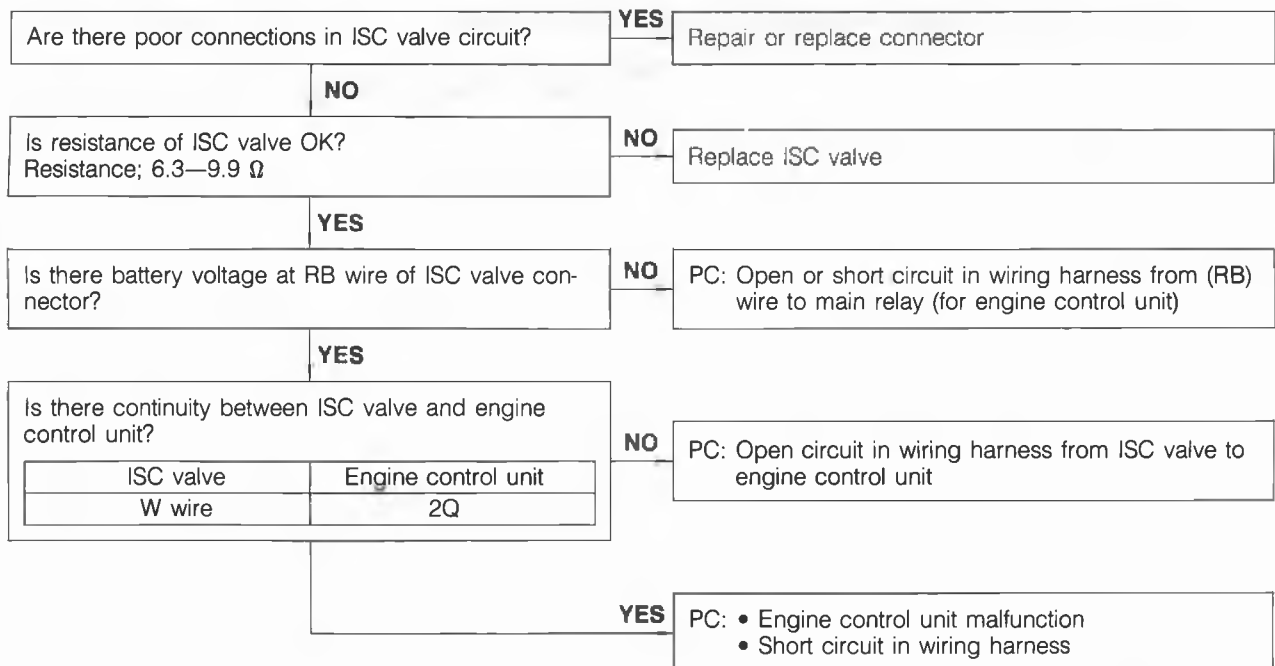 Are there poor connections in ISC valve circuit?
YES
Repair or replace connector
NO
Is resistance of ISC valve OK?
Resistance; 6.3—9.9 Ω
NO
Replace ISC valve
YES
Is there battery voltage at RB wire of ISC valve con-
nector?
NO
PC: Open or short circuit in wiring harness from (RB)
wire to main relay (for engine control unit)
YES
Is there continuity between ISC valve and engine
control unit?
ISC valve Engine control unit
W wire 2Q
NO
PC: Open circuit in wiring harness from ISC valve to
engine control unit
YES
PC: • Engine control unit malfunction
• Short circuit in wiring harness